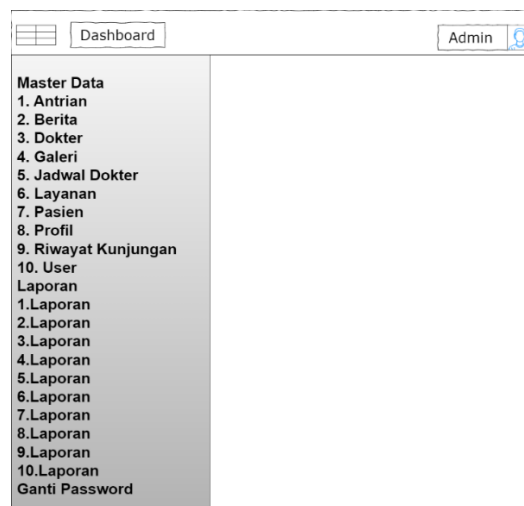 Dashboard
Admin
Master Data
1. Antrian
2. Berita
3. Dokter
4. Galeri
5. Jadwal Dokter
6. Layanan
7. Pasien
8. Profil
9. Riwayat Kunjungan
10. User
Laporan
1.Laporan
2.Laporan
3.Laporan
4.Laporan
5.Laporan
6.Laporan
7.Laporan
8.Laporan
9.Laporan
10.Laporan
Ganti Password